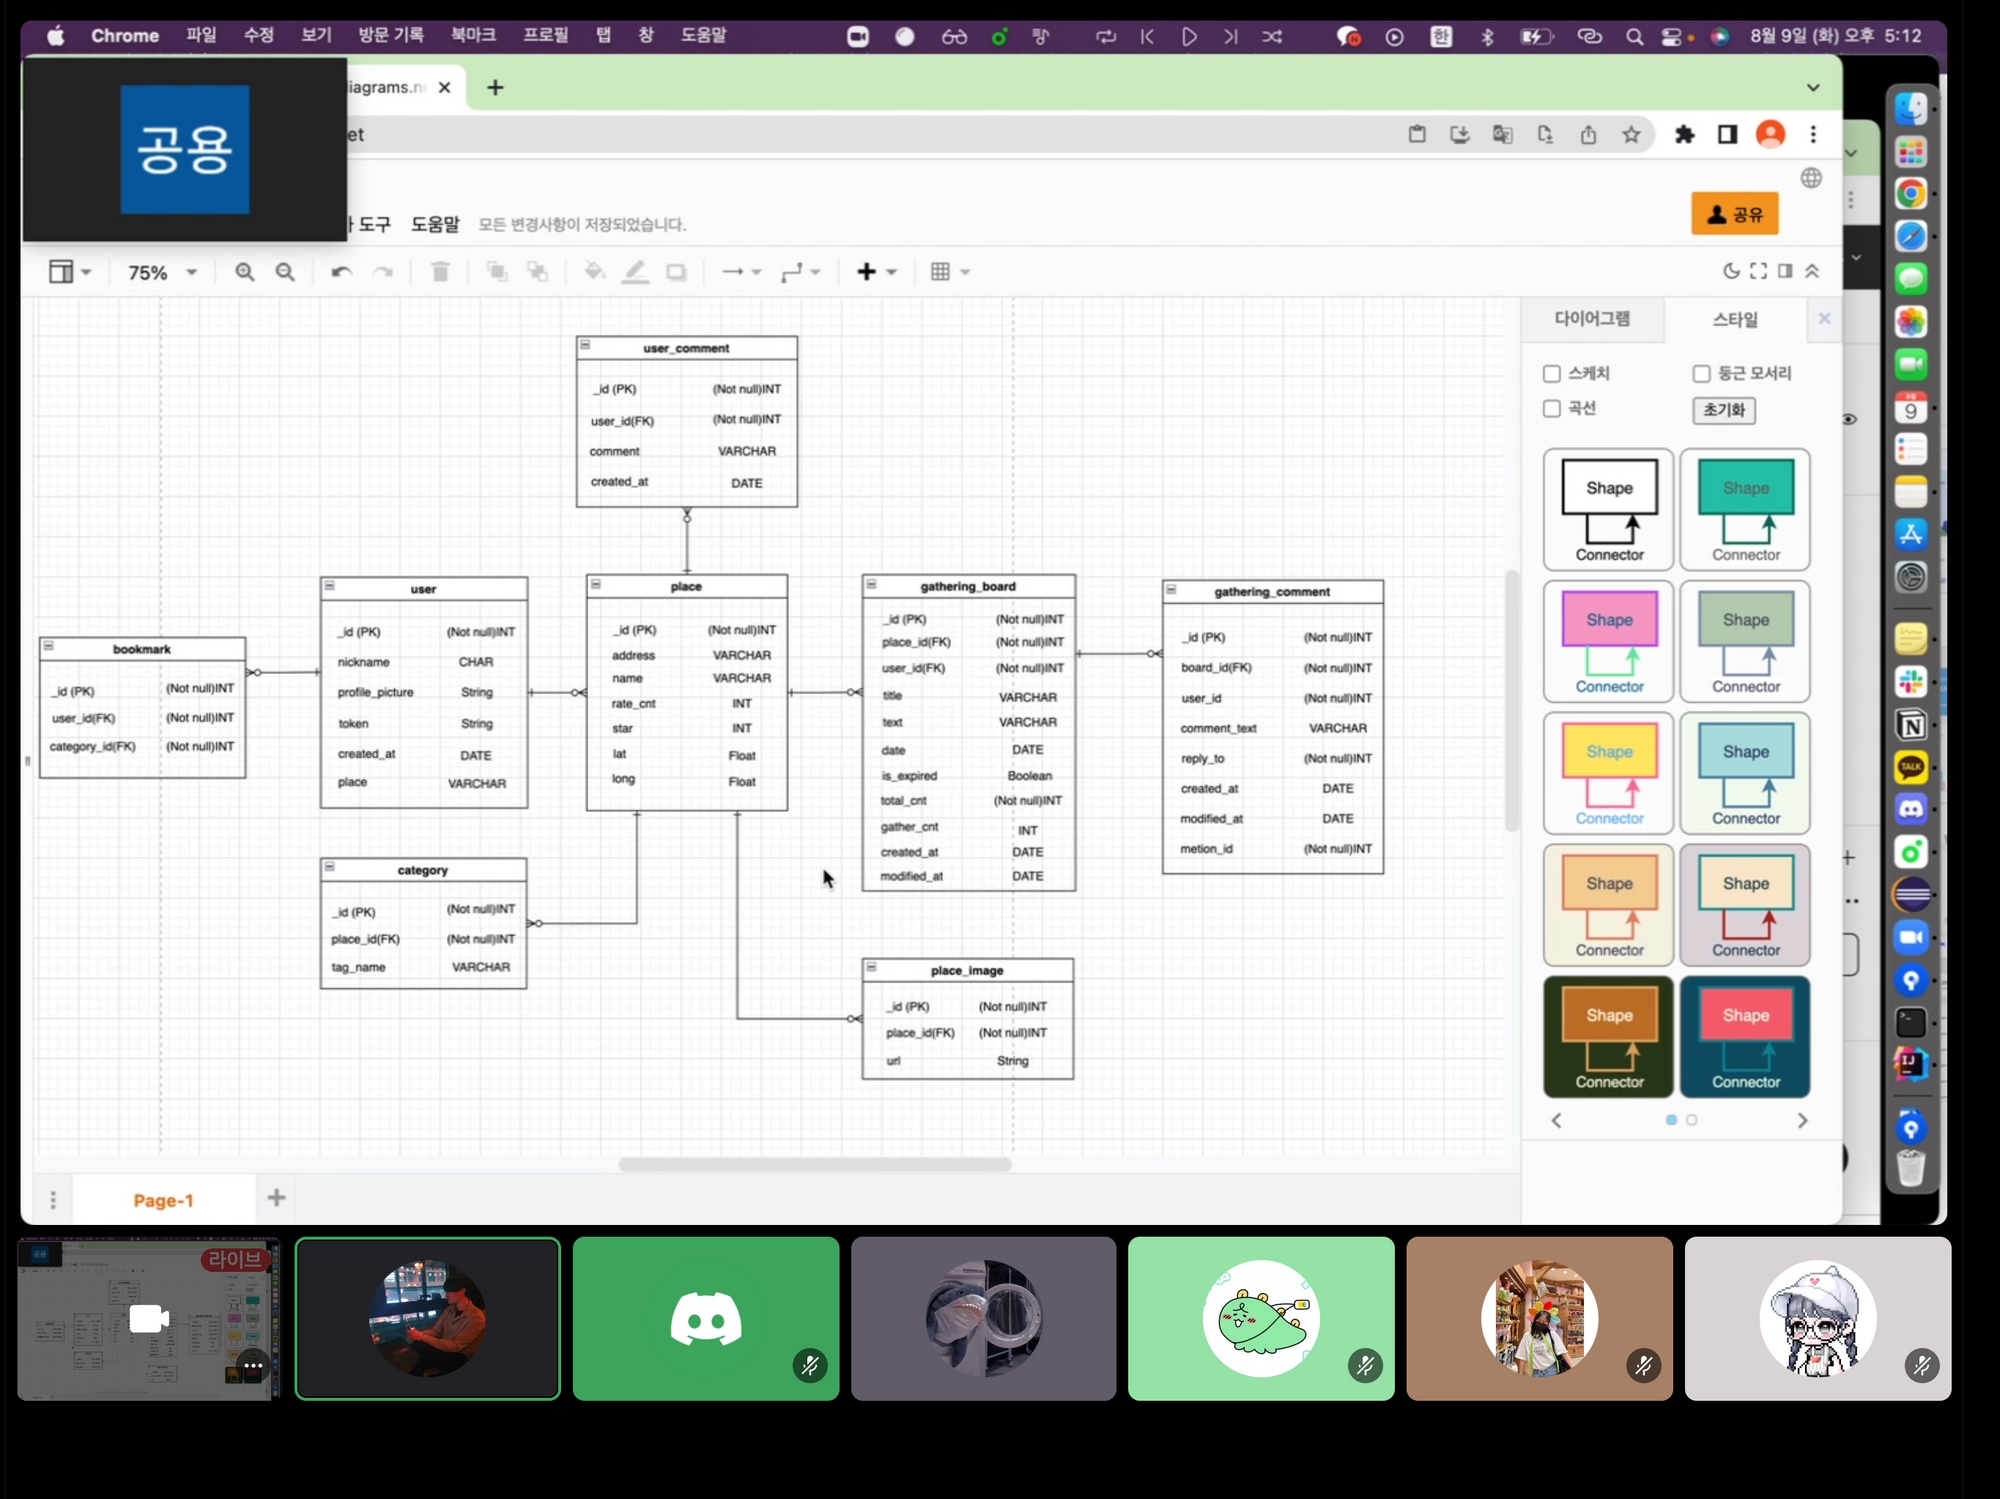 Chrome 파일 수정 보기 방문 기록 북마크 프로필 탭 창 도움말 한 8월 9일 (화) 오후 5:12
공용
iagrams.n
et
도구 도움말 모든 변경사항이 저장되었습니다.
공유
75%
다이어그램 스타일
스케치 둥근 모서리
곡선 초기화
user_comment
_id (PK) (Not null)INT
user_id(FK) (Not null)INT
comment VARCHAR
created_at DATE
bookmark
_id (PK) (Not null)INT
user_id(FK) (Not null)INT
category_id(FK) (Not null)INT
user
_id (PK) (Not null)INT
nickname CHAR
profile_picture String
token String
created_at DATE
place VARCHAR
place
_id (PK) (Not null)INT
address VARCHAR
name VARCHAR
rate_cnt INT
star INT
lat Float
long Float
gathering_board
_id (PK) (Not null)INT
place_id(FK) (Not null)INT
user_id(FK) (Not null)INT
title VARCHAR
text VARCHAR
date DATE
is_expired Boolean
total_cnt (Not null)INT
gather_cnt INT
created_at DATE
modified_at DATE
gathering_comment
_id (PK) (Not null)INT
board_id(FK) (Not null)INT
user_id (Not null)INT
comment_text VARCHAR
reply_to (Not null)INT
created_at DATE
modified_at DATE
metion_id (Not null)INT
category
_id (PK) (Not null)INT
place_id(FK) (Not null)INT
tag_name VARCHAR
place_image
_id (PK) (Not null)INT
place_id(FK) (Not null)INT
url String
Shape Shape
Connector Connector
Shape Shape
Connector Connector
Shape Shape
Connector Connector
Shape Shape
Connector Connector
Shape Shape
Connector Connector
9
TALK
IJ
Page-1
라이브